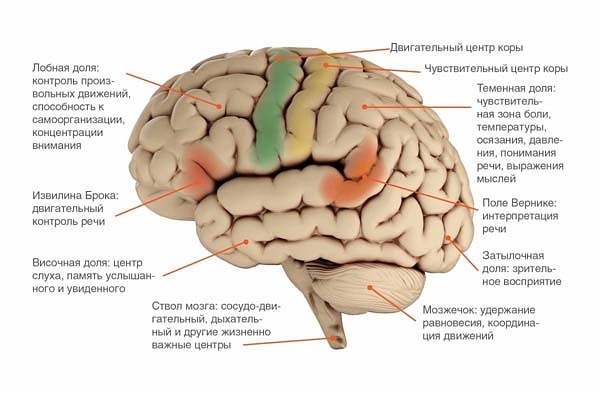 Двигательный центр коры
Чувствительный центр коры
Лобная доля:
контроль произ-
вольных движений,
способность к
самоорганизации,
концентрации
внимания
Теменная доля:
чувствитель-
ная зона боли,
температуры,
осязания, давле-
ния, понимания
речи, выражения
мыслей
Извилина Брока:
двигательный
контроль речи
Поле Вернике:
интерпретация
речи
Височная доля: центр
слуха, память услышан-
ного и увиденного
Затылочная
доля: зритель-
ное восприятие
Ствол мозга: сосудо-дви-
гательный, дыхатель-
ный и другие жизненно
важные центры
Мозжечок: удержание
равновесия, координа-
ция движений